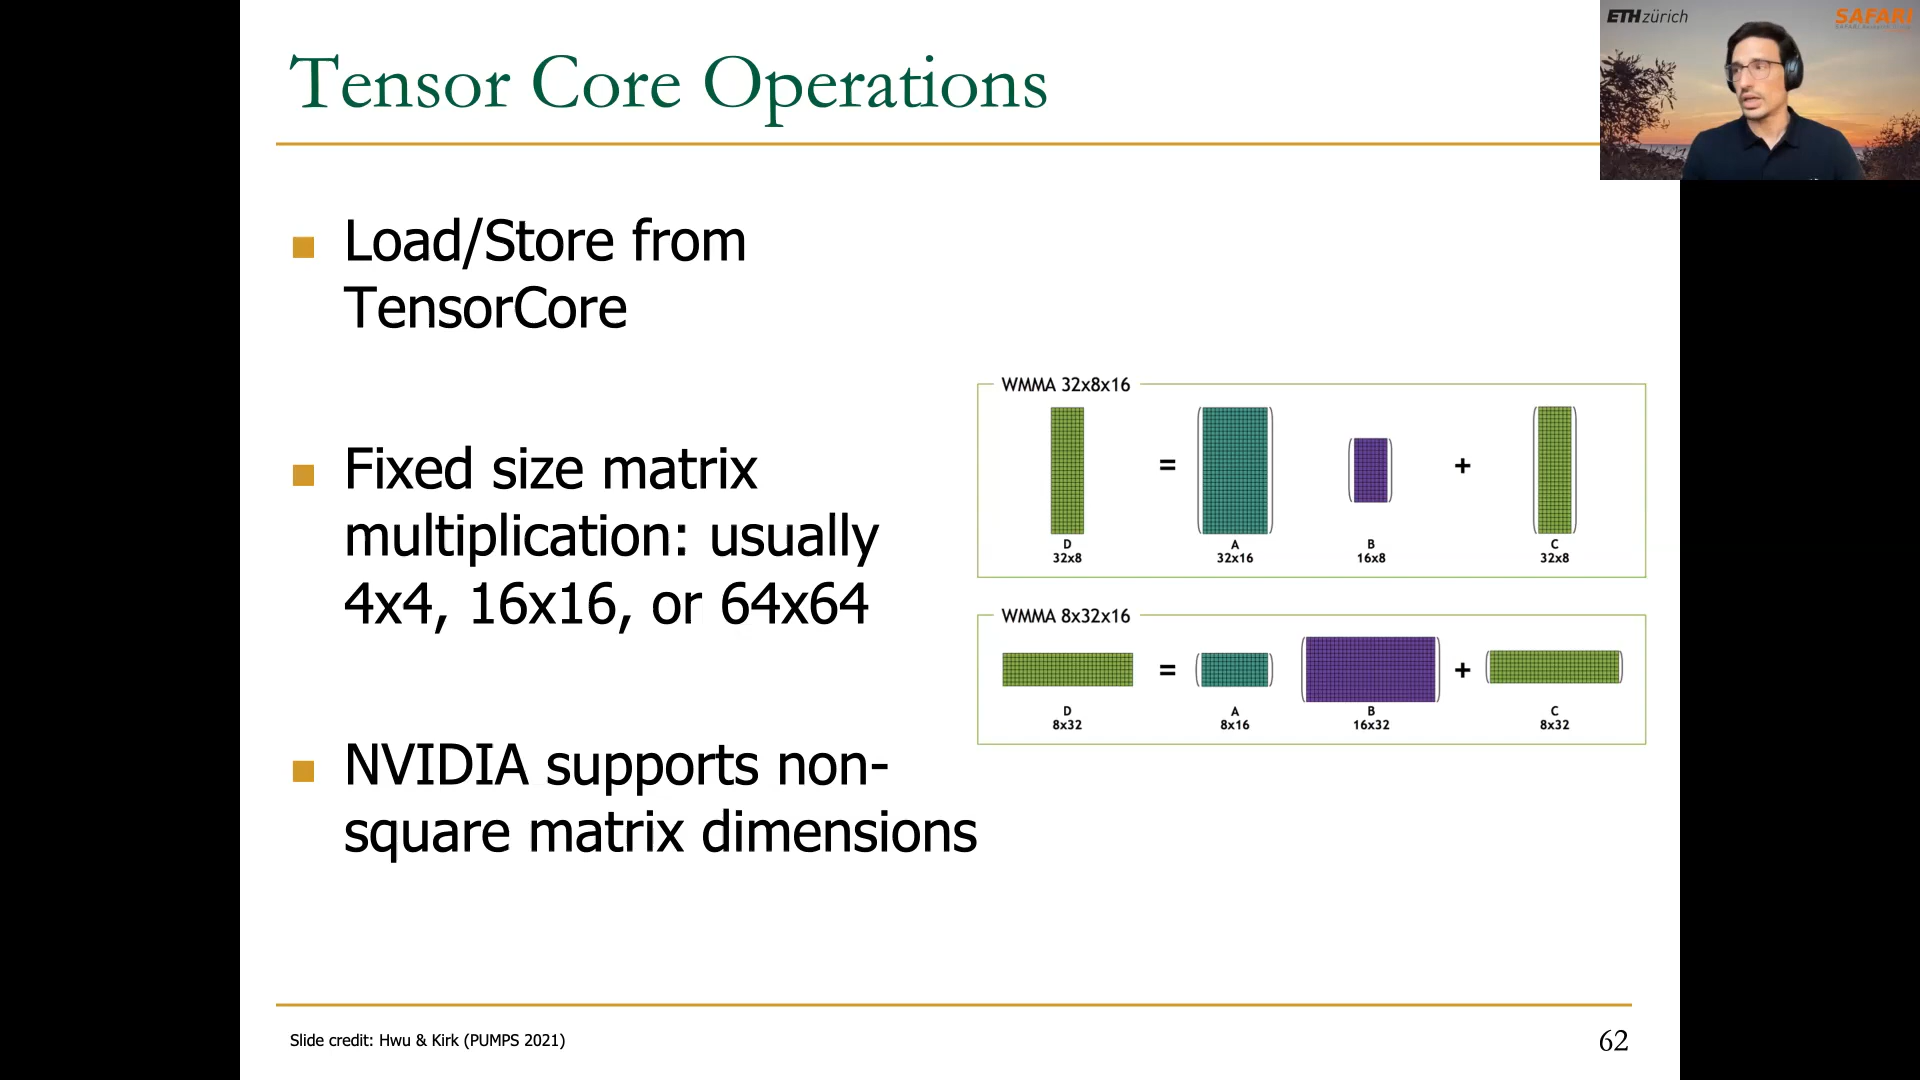 Tensor Core Operations
ETHzürich
SAFARI
Load/Store from
TensorCore
Fixed size matrix
multiplication: usually
4x4, 16x16, or 64x64
NVIDIA supports non-
square matrix dimensions
WMMA 32x8x16
=
+
D
A
B
C
32x8
32x16
16x8
32x8
WMMA 8x32x16
=
+
D
A
B
C
8x32
8x16
16x32
8x32
Slide credit: Hwu & Kirk (PUMPS 2021)
62